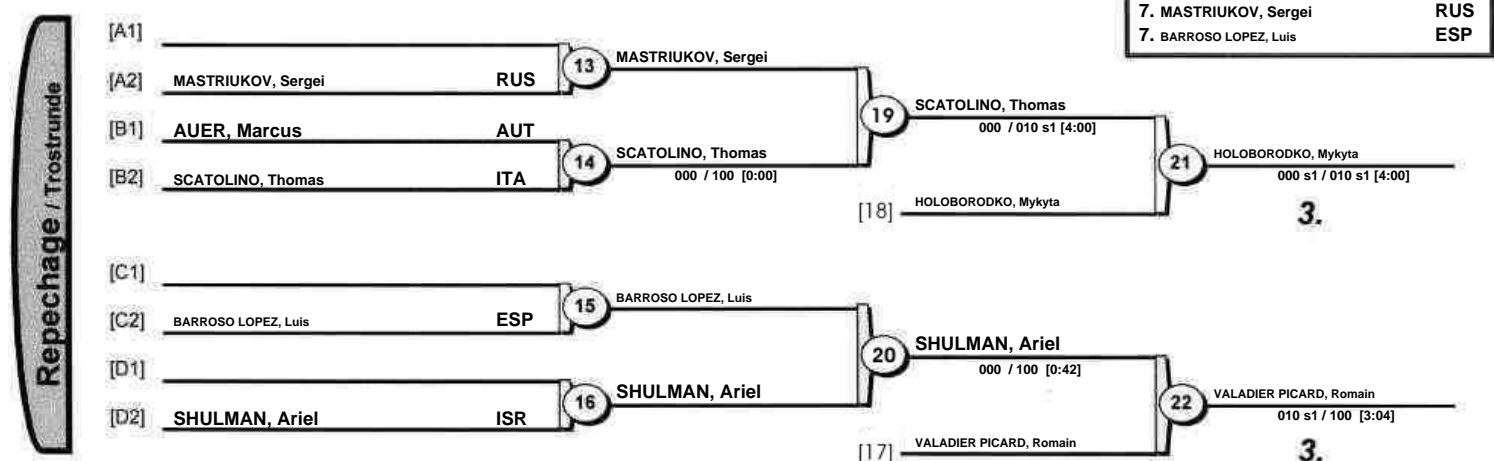 7. MASTRIUKOV, Sergei RUS
7. BARROSO LOPEZ, Luis ESP
Repechage / Trostrunde
[A1]
[A2] MASTRIUKOV, Sergei RUS
13 MASTRIUKOV, Sergei
[B1] AUER, Marcus AUT
[B2] SCATOLINO, Thomas ITA
14 SCATOLINO, Thomas
000 / 100 [0:00]
19 SCATOLINO, Thomas
000 / 010 s1 [4:00]
[18] HOLOBORODKO, Mykyta
21 HOLOBORODKO, Mykyta
000 s1 / 010 s1 [4:00]
3.
[C1]
[C2] BARROSO LOPEZ, Luis ESP
15 BARROSO LOPEZ, Luis
[D1]
[D2] SHULMAN, Ariel ISR
16 SHULMAN, Ariel
20 SHULMAN, Ariel
000 / 100 [0:42]
[17] VALADIER PICARD, Romain
22 VALADIER PICARD, Romain
010 s1 / 100 [3:04]
3.